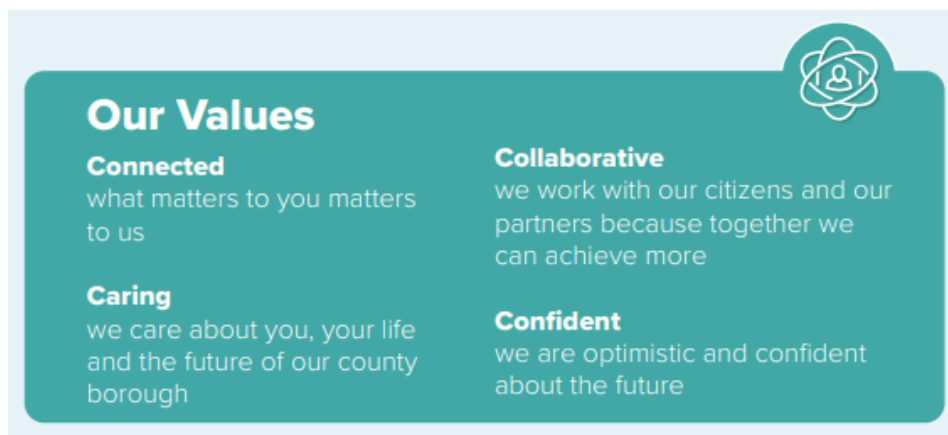 Our Values
Connected
what matters to you matters
to us
Caring
we care about you, your life
and the future of our county
borough
Collaborative
we work with our citizens and our
partners because together we
can achieve more
Confident
we are optimistic and confident
about the future